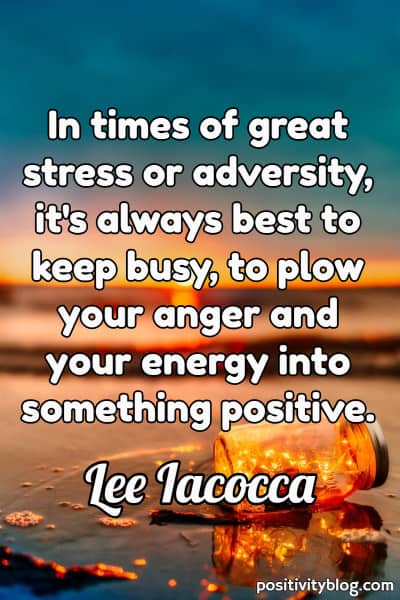 In times of great
stress or adversity,
it's always best to
keep busy, to plow
your anger and
your energy into
something positive.
Lee Iacocca
positivityblog.com